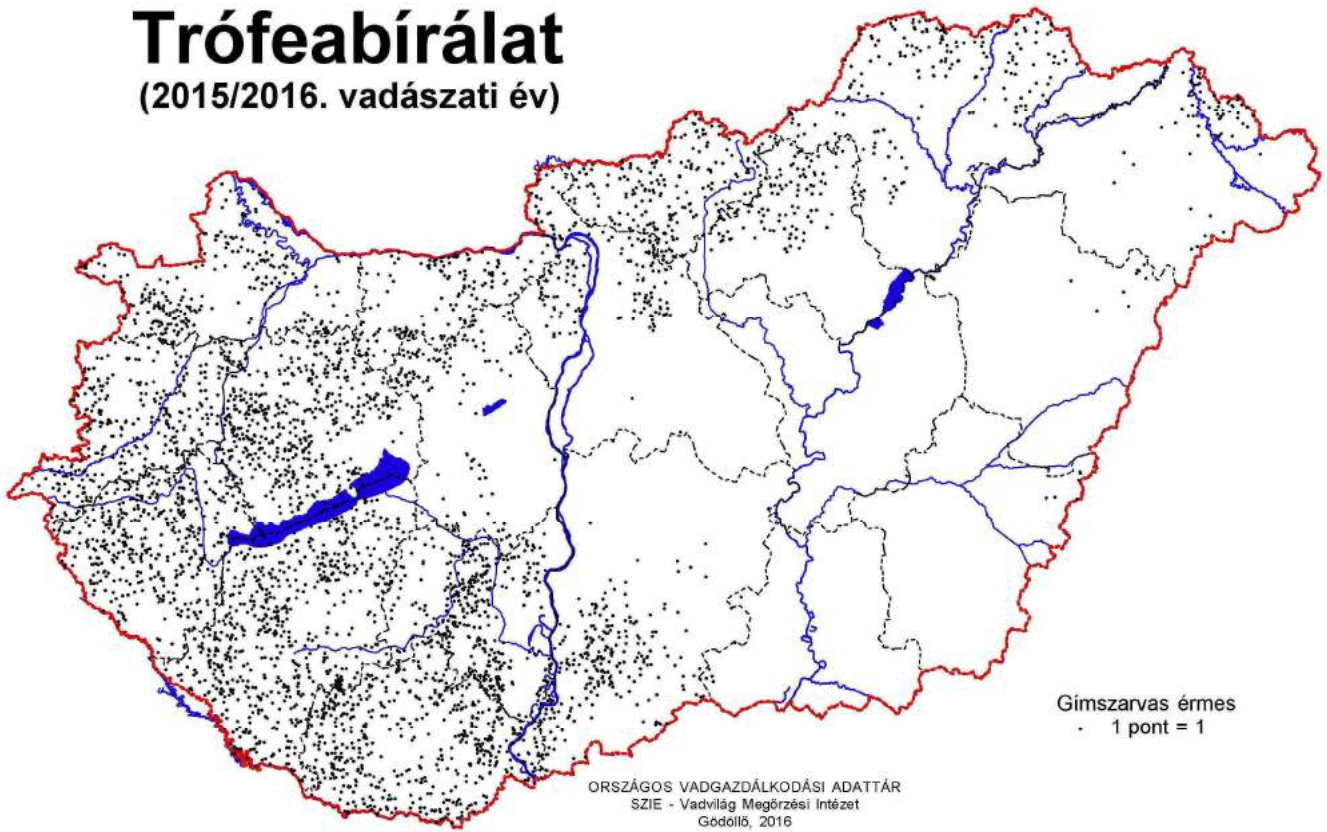 Trófeabírálat
(2015/2016. vadászati év)
Gímszarvas érmes
. 1 pont = 1
ORSZÁGOS VADGAZDÁLKODÁSI ADATTÁR
SZIE - Vadvilág Megőrzési Intézet
Gödöllő, 2016